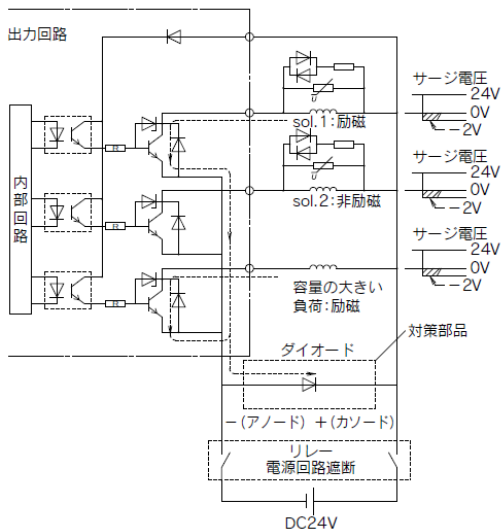 出力回路
サージ電圧
24V
0V
−2V
sol.1:励磁
U
内部回路
R
サージ電圧
24V
0V
−2V
sol.2:非励磁
U
R
サージ電圧
24V
0V
−2V
容量の大きい
負荷:励磁
R
対策部品
ダイオード
−(アノード) +(カソード)
リレー
電源回路遮断
DC24V